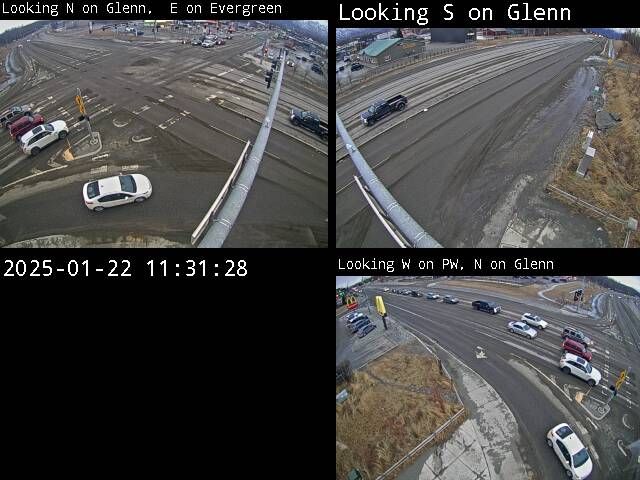 Looking N on Glenn, E on Evergreen
Looking S on Glenn
2025-01-22 11:31:28
Looking W on PW, N on Glenn